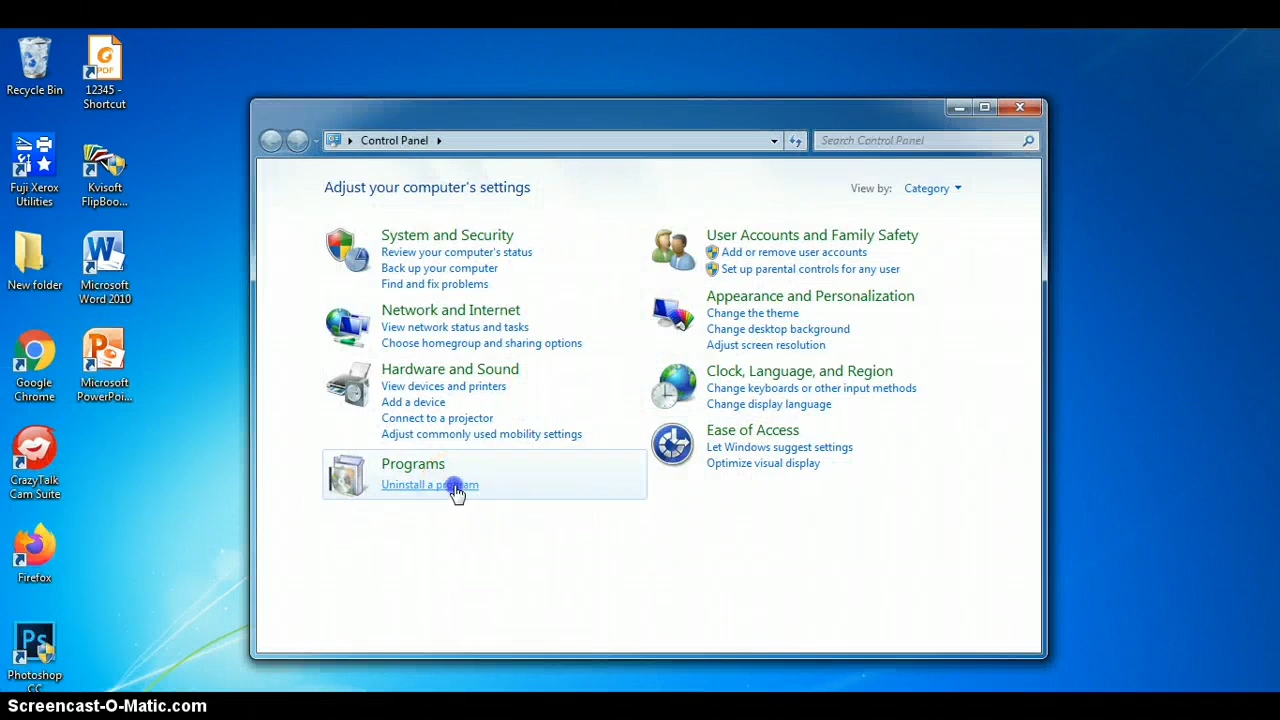 Recycle Bin
12345 -
Shortcut
PDF
Fuji Xerox
Utilities
Kvisoft
FlipBoo...
New folder
Microsoft
Word 2010
Google
Chrome
Microsoft
PowerPoi...
CrazyTalk
Cam Suite
Firefox
Ps
Photoshop
CC
Control Panel
Search Control Panel
Adjust your computer's settings
View by: Category
System and Security
Review your computer's status
Back up your computer
Find and fix problems
Network and Internet
View network status and tasks
Choose homegroup and sharing options
Hardware and Sound
View devices and printers
Add a device
Connect to a projector
Adjust commonly used mobility settings
Programs
Uninstall a program
User Accounts and Family Safety
Add or remove user accounts
Set up parental controls for any user
Appearance and Personalization
Change the theme
Change desktop background
Adjust screen resolution
Clock, Language, and Region
Change keyboards or other input methods
Change display language
Ease of Access
Let Windows suggest settings
Optimize visual display
Screencast-O-Matic.com